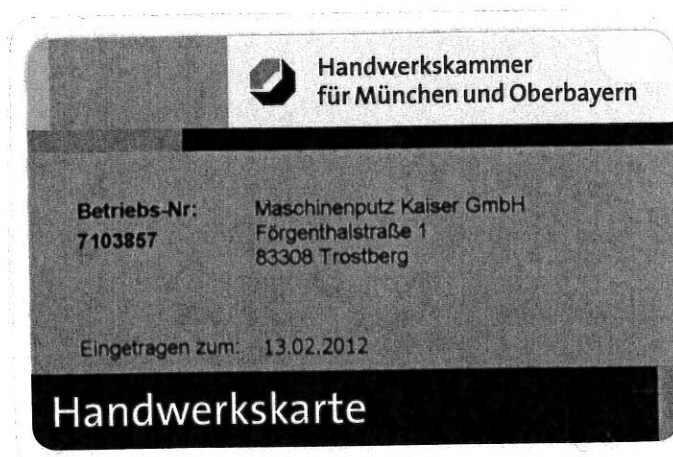 Handwerkskammer
für München und Oberbayern
Betriebs-Nr:
7103857
Maschinenputz Kaiser GmbH
Förgenthalstraße 1
83308 Trostberg
Eingetragen zum: 13.02.2012
Handwerkskarte